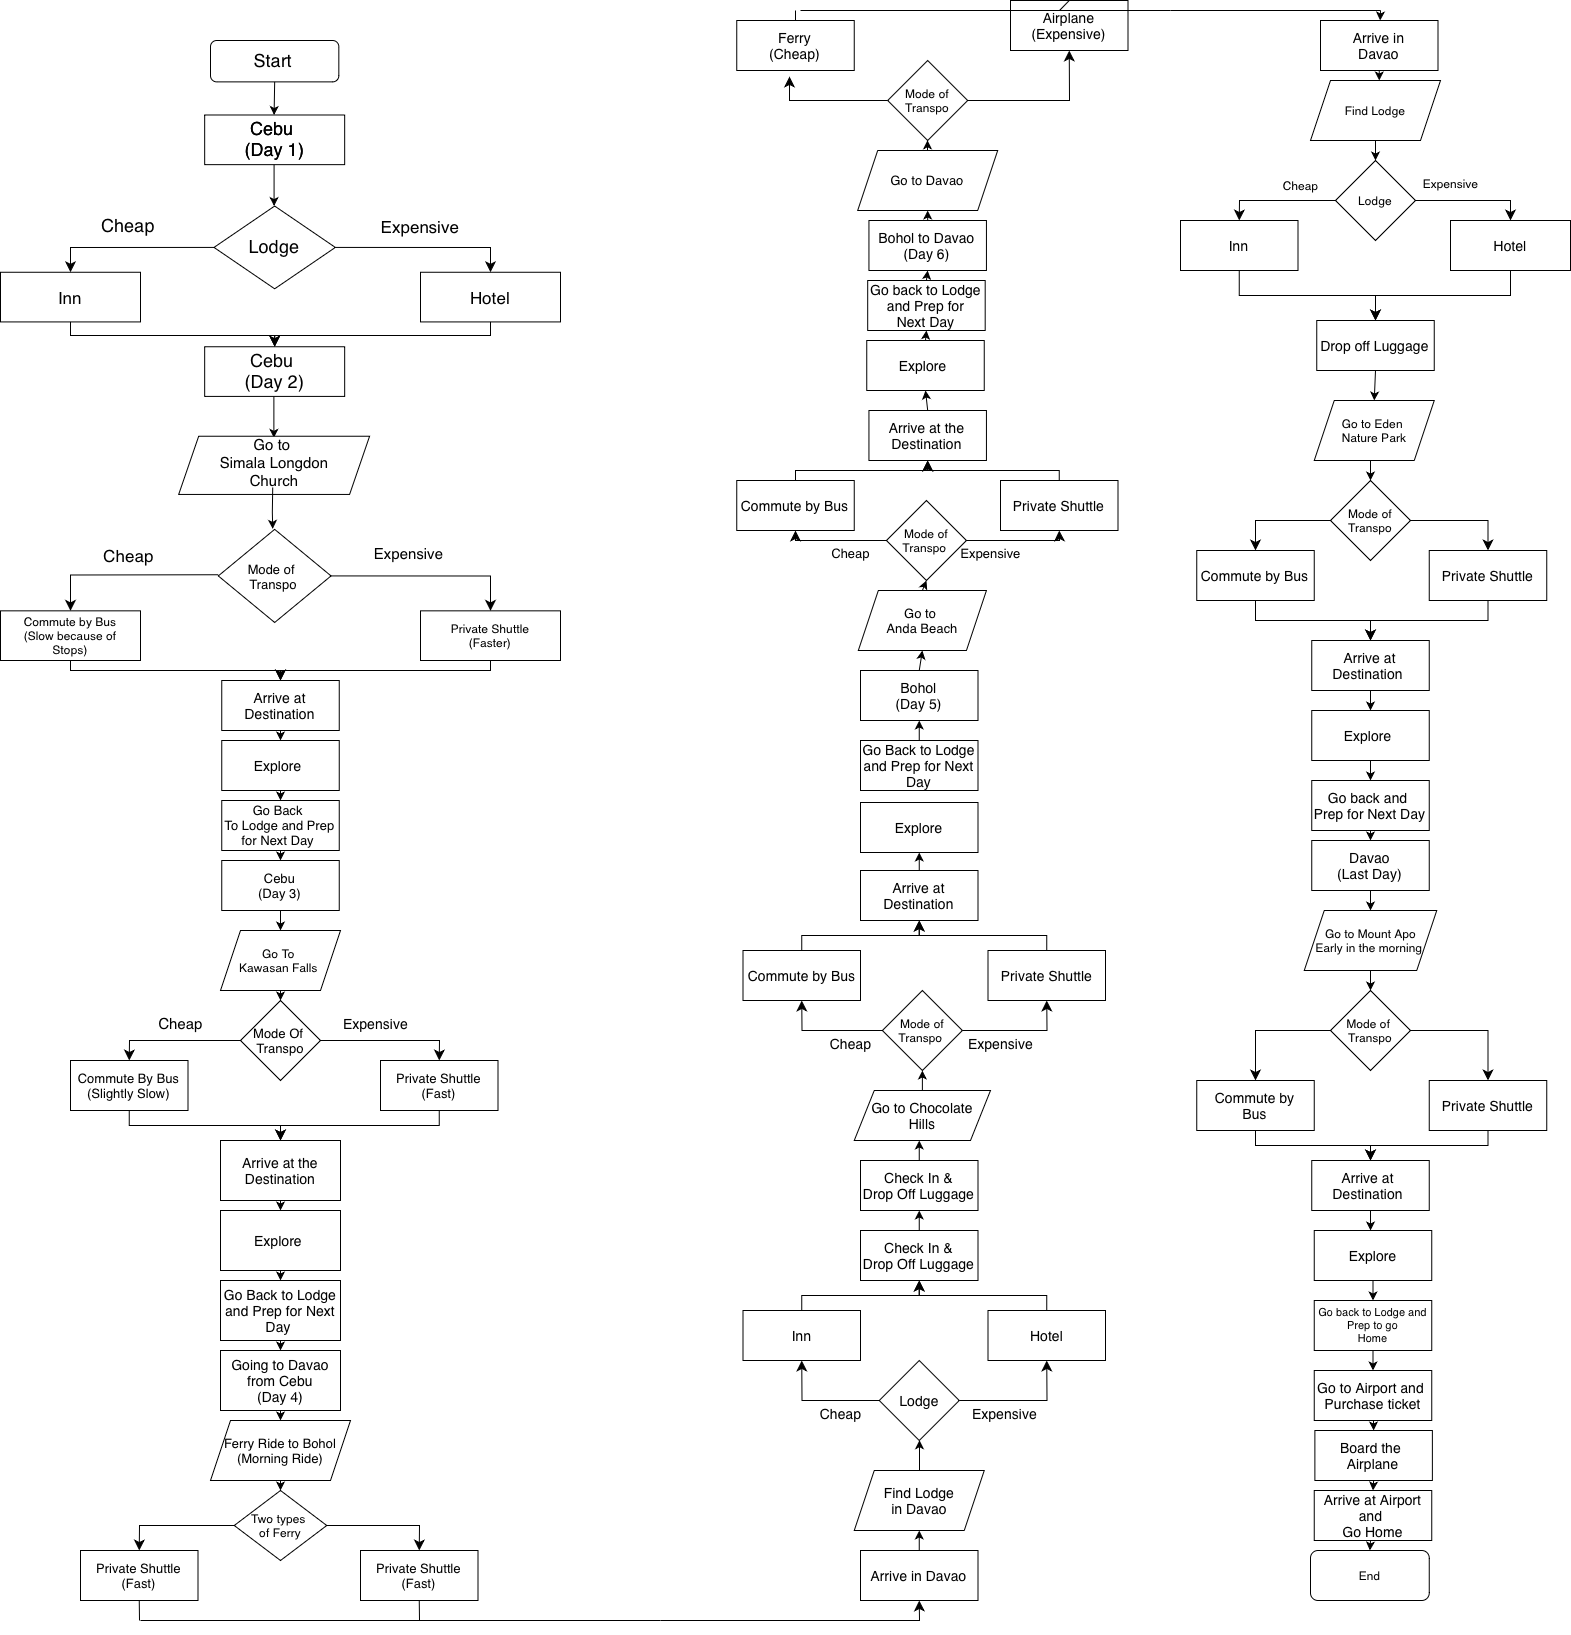 Start
Cebu
(Day 1)
Cheap
Expensive
Lodge
Inn
Hotel
Cebu
(Day 2)
Go to
Simala Longdon
Church
Cheap
Expensive
Mode of
Transpo
Commute by Bus
(Slow because of
Stops)
Private Shuttle
(Faster)
Arrive at
Destination
Explore
Go Back
To Lodge and Prep
for Next Day
Cebu
(Day 3)
Go To
Kawasan Falls
Cheap
Expensive
Mode Of
Transpo
Commute By Bus
(Slightly Slow)
Private Shuttle
(Fast)
Arrive at the
Destination
Explore
Go Back to Lodge
and Prep for Next
Day
Going to Davao
from Cebu
(Day 4)
Ferry Ride to Bohol
(Morning Ride)
Two types
of Ferry
Private Shuttle
(Fast)
Private Shuttle
(Fast)
Arrive in Davao
Find Lodge
in Davao
Lodge
Cheap
Expensive
Inn
Hotel
Check In &
Drop Off Luggage
Check In &
Drop Off Luggage
Go to Chocolate
Hills
Mode of
Transpo
Cheap
Expensive
Commute by Bus
Private Shuttle
Arrive at
Destination
Explore
Go Back to Lodge
and Prep for Next
Day
Bohol
(Day 5)
Go to
Anda Beach
Mode of
Transpo
Cheap
Expensive
Commute by Bus
Private Shuttle
Arrive at the
Destination
Explore
Go back to Lodge
and Prep for
Next Day
Bohol to Davao
(Day 6)
Go to Davao
Mode of
Transpo
Ferry
(Cheap)
Airplane
(Expensive)
Arrive in
Davao
Find Lodge
Cheap
Expensive
Lodge
Inn
Hotel
Drop off Luggage
Go to Eden
Nature Park
Mode of
Transpo
Commute by Bus
Private Shuttle
Arrive at
Destination
Explore
Go back and
Prep for Next Day
Davao
(Last Day)
Go to Mount Apo
Early in the morning
Mode of
Transpo
Commute by
Bus
Private Shuttle
Arrive at
Destination
Explore
Go back to Lodge and
Prep to go
Home
Go to Airport and
Purchase ticket
Board the
Airplane
Arrive at Airport
and
Go Home
End